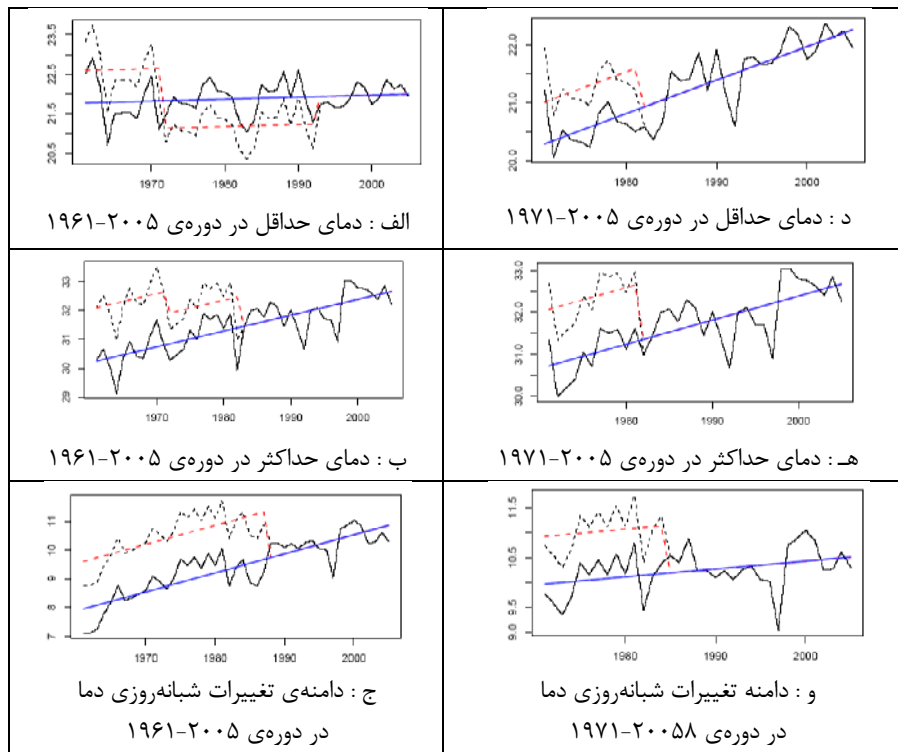 23.5
22.5
21.5
20.5
1970 1980 1990 2000
الف : دمای حداقل در دوره‌ی ۱۹۶۱-۲۰۰۵
22.0
21.0
20.0
1980 1990 2000
د : دمای حداقل در دوره‌ی ۱۹۷۱-۲۰۰۵
33
32
31
30
29
1970 1980 1990 2000
ب : دمای حداکثر در دوره‌ی ۱۹۶۱-۲۰۰۵
33.0
32.0
31.0
30.0
1980 1990 2000
هـ : دمای حداکثر در دوره‌ی ۱۹۷۱-۲۰۰۵
11
10
9
8
7
1970 1980 1990 2000
ج : دامنه‌ی تغییرات شبانه‌روزی دما
در دوره‌ی ۱۹۶۱-۲۰۰۵
11.5
10.5
9.5
9.0
1980 1990 2000
و : دامنه تغییرات شبانه‌روزی دما
در دوره‌ی ۱۹۷۱-۲۰۰۵۸